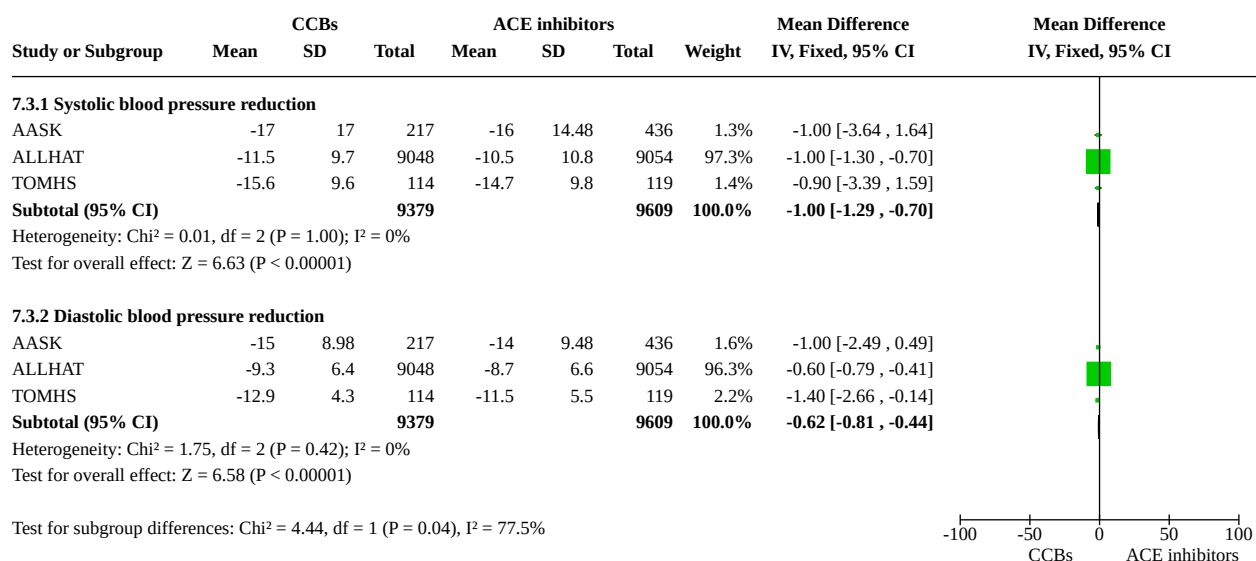 CCBs ACE inhibitors Mean Difference Mean Difference
Study or Subgroup Mean SD Total Mean SD Total Weight IV, Fixed, 95% CI IV, Fixed, 95% CI
7.3.1 Systolic blood pressure reduction
AASK -17 17 217 -16 14.48 436 1.3% -1.00 [-3.64 , 1.64]
ALLHAT -11.5 9.7 9048 -10.5 10.8 9054 97.3% -1.00 [-1.30 , -0.70]
TOMHS -15.6 9.6 114 -14.7 9.8 119 1.4% -0.90 [-3.39 , 1.59]
Subtotal (95% CI) 9379 9609 100.0% -1.00 [-1.29 , -0.70]
Heterogeneity: Chi² = 0.01, df = 2 (P = 1.00); I² = 0%
Test for overall effect: Z = 6.63 (P < 0.00001)
7.3.2 Diastolic blood pressure reduction
AASK -15 8.98 217 -14 9.48 436 1.6% -1.00 [-2.49 , 0.49]
ALLHAT -9.3 6.4 9048 -8.7 6.6 9054 96.3% -0.60 [-0.79 , -0.41]
TOMHS -12.9 4.3 114 -11.5 5.5 119 2.2% -1.40 [-2.66 , -0.14]
Subtotal (95% CI) 9379 9609 100.0% -0.62 [-0.81 , -0.44]
Heterogeneity: Chi² = 1.75, df = 2 (P = 0.42); I² = 0%
Test for overall effect: Z = 6.58 (P < 0.00001)
Test for subgroup differences: Chi² = 4.44, df = 1 (P = 0.04), I² = 77.5%
-100 -50 0 50 100
CCBs ACE inhibitors